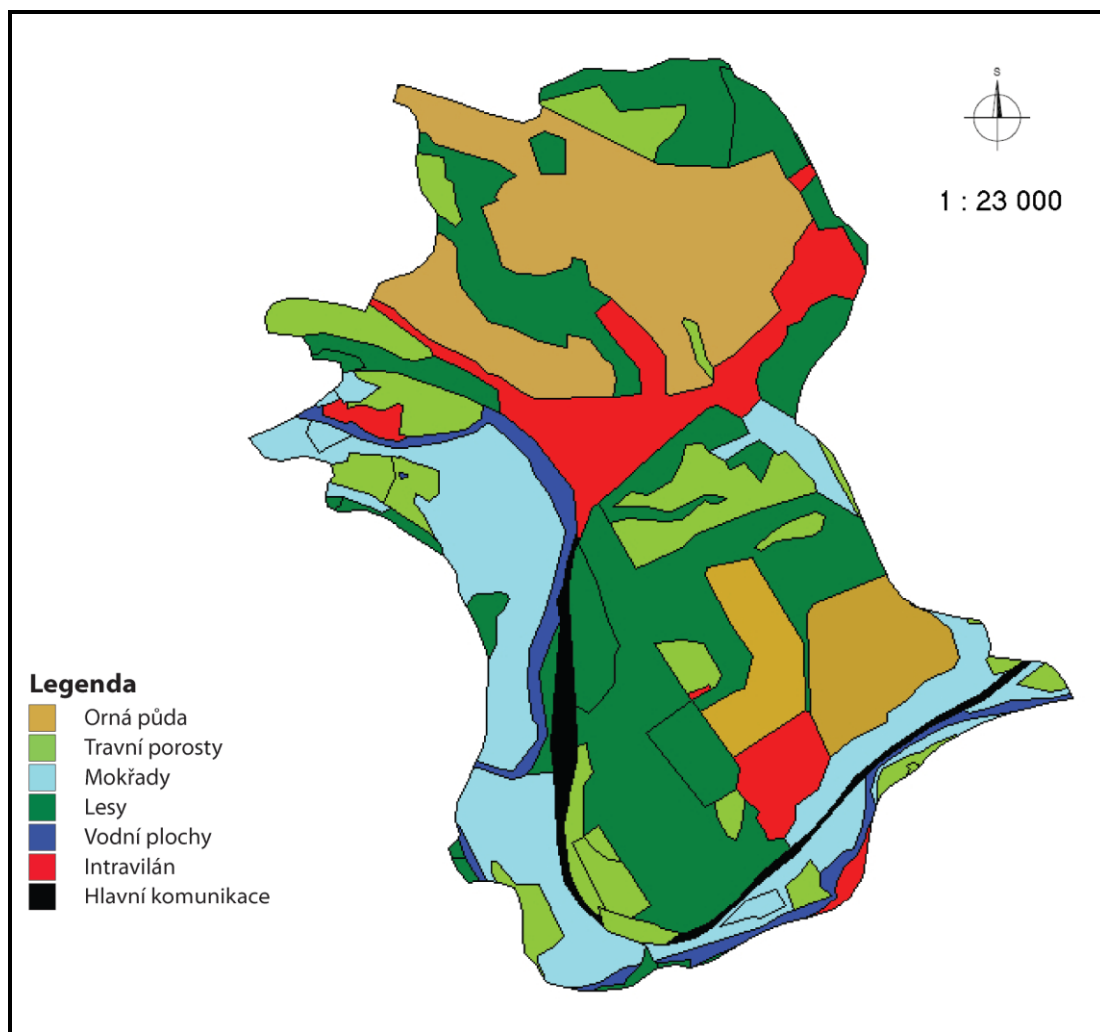 S
1 : 23 000
Legenda
Orná půda
Travní porosty
Mokřady
Lesy
Vodní plochy
Intravilán
Hlavní komunikace